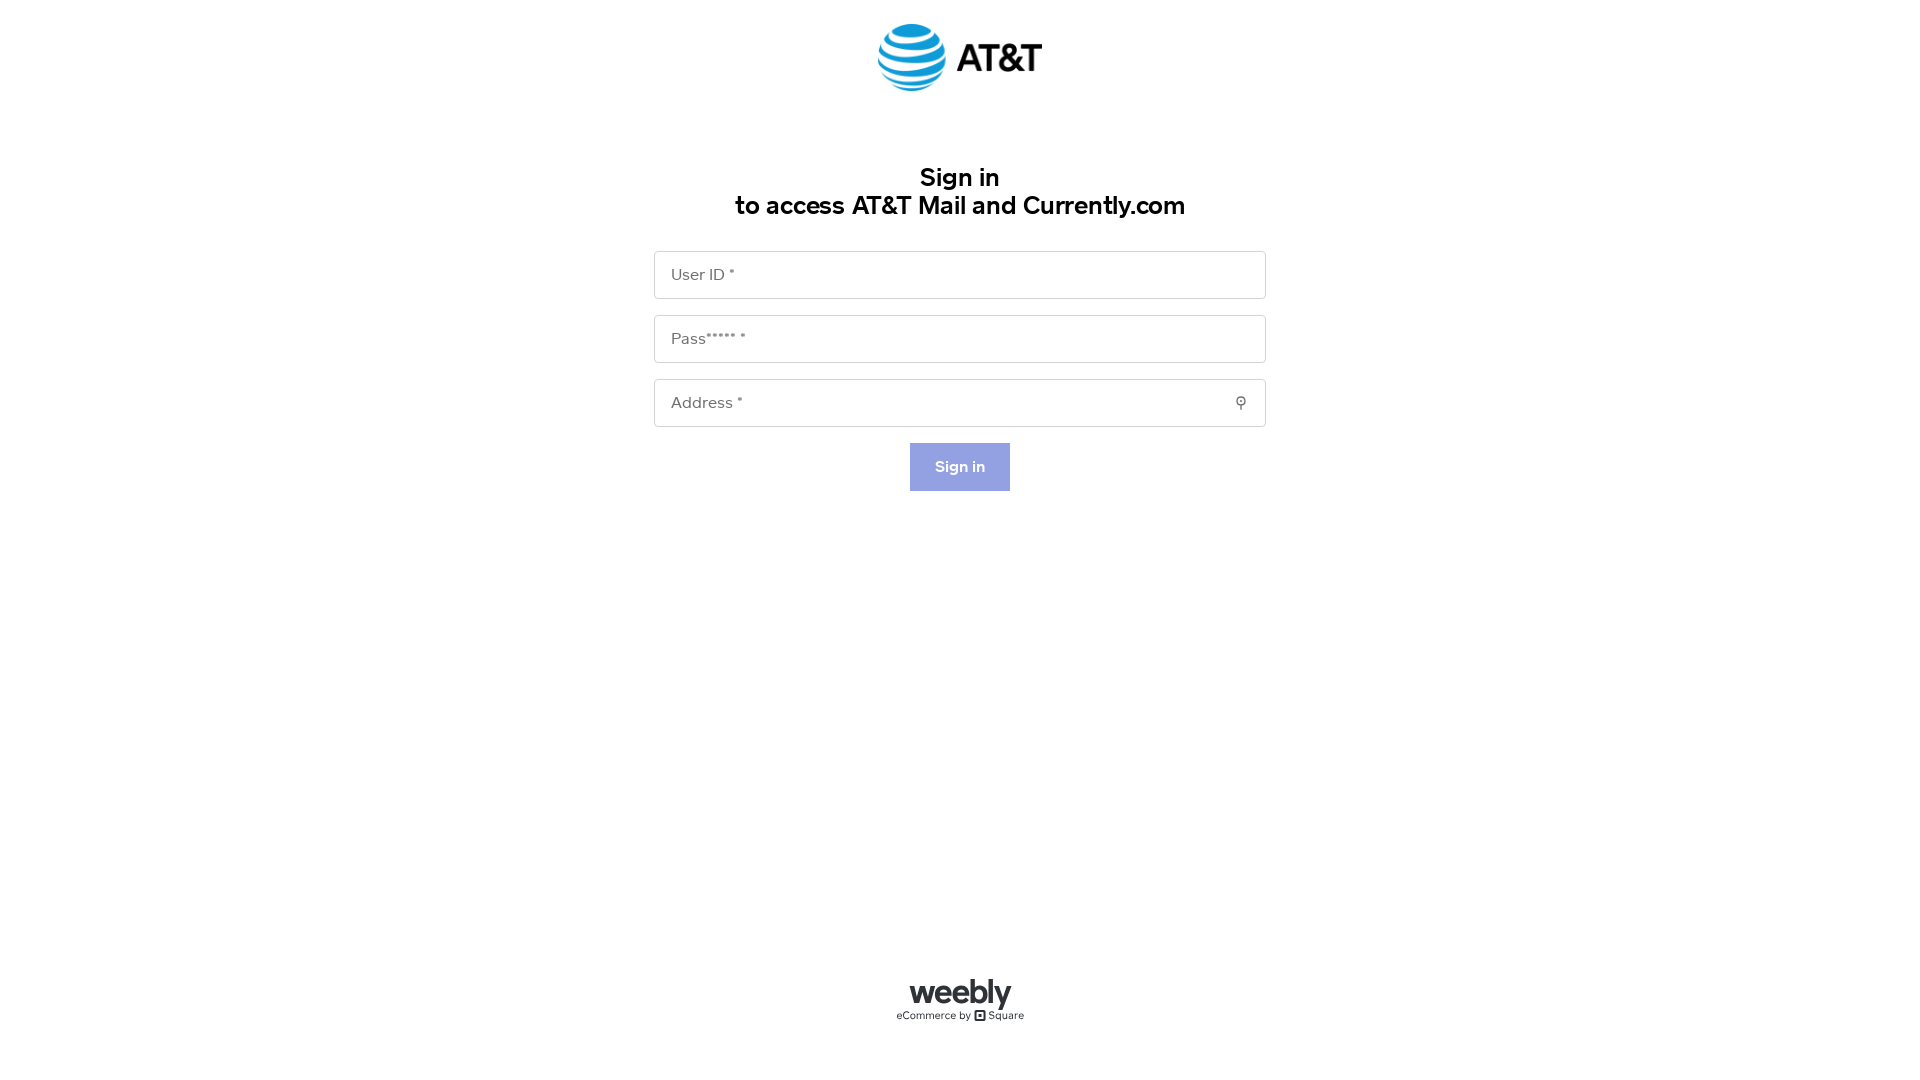 AT&T
Sign in
to access AT&T Mail and Currently.com
User ID *
Pass***** *
Address *
Sign in
weebly
eCommerce by Square